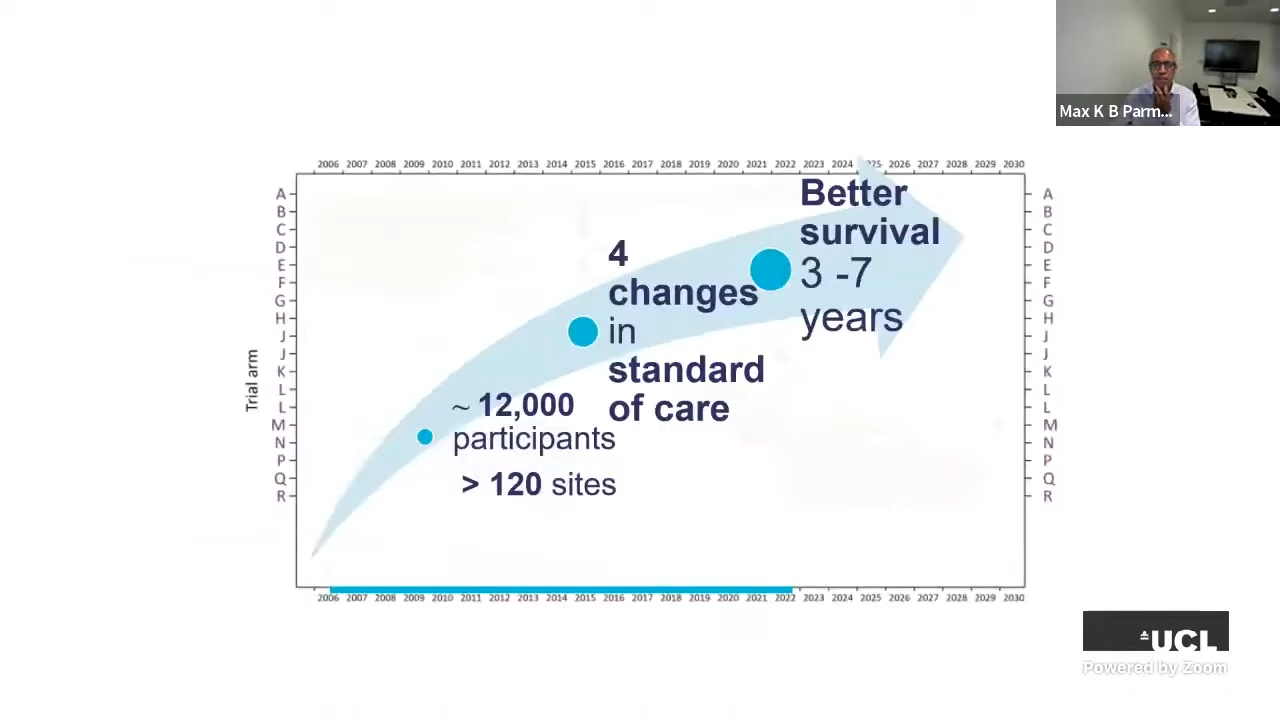 Max K B Parm...
2006 2007 2008 2009 2010 2011 2012 2013 2014 2015 2016 2017 2018 2019 2020 2021 2022 2023 2024 2025 2026 2027 2028 2029 2030
Trial arm
A
B
C
D
E
F
G
H
J
J
K
L
L
M
N
P
Q
R
~ 12,000
participants
> 120 sites
4
changes
in
standard
of care
Better
survival
3 -7
years
A
B
C
D
E
F
G
H
J
J
K
L
L
M
N
P
Q
R
2006 2007 2008 2009 2010 2011 2012 2013 2014 2015 2016 2017 2018 2019 2020 2021 2022 2023 2024 2025 2026 2027 2028 2029 2030
UCL
Powered by Zoom